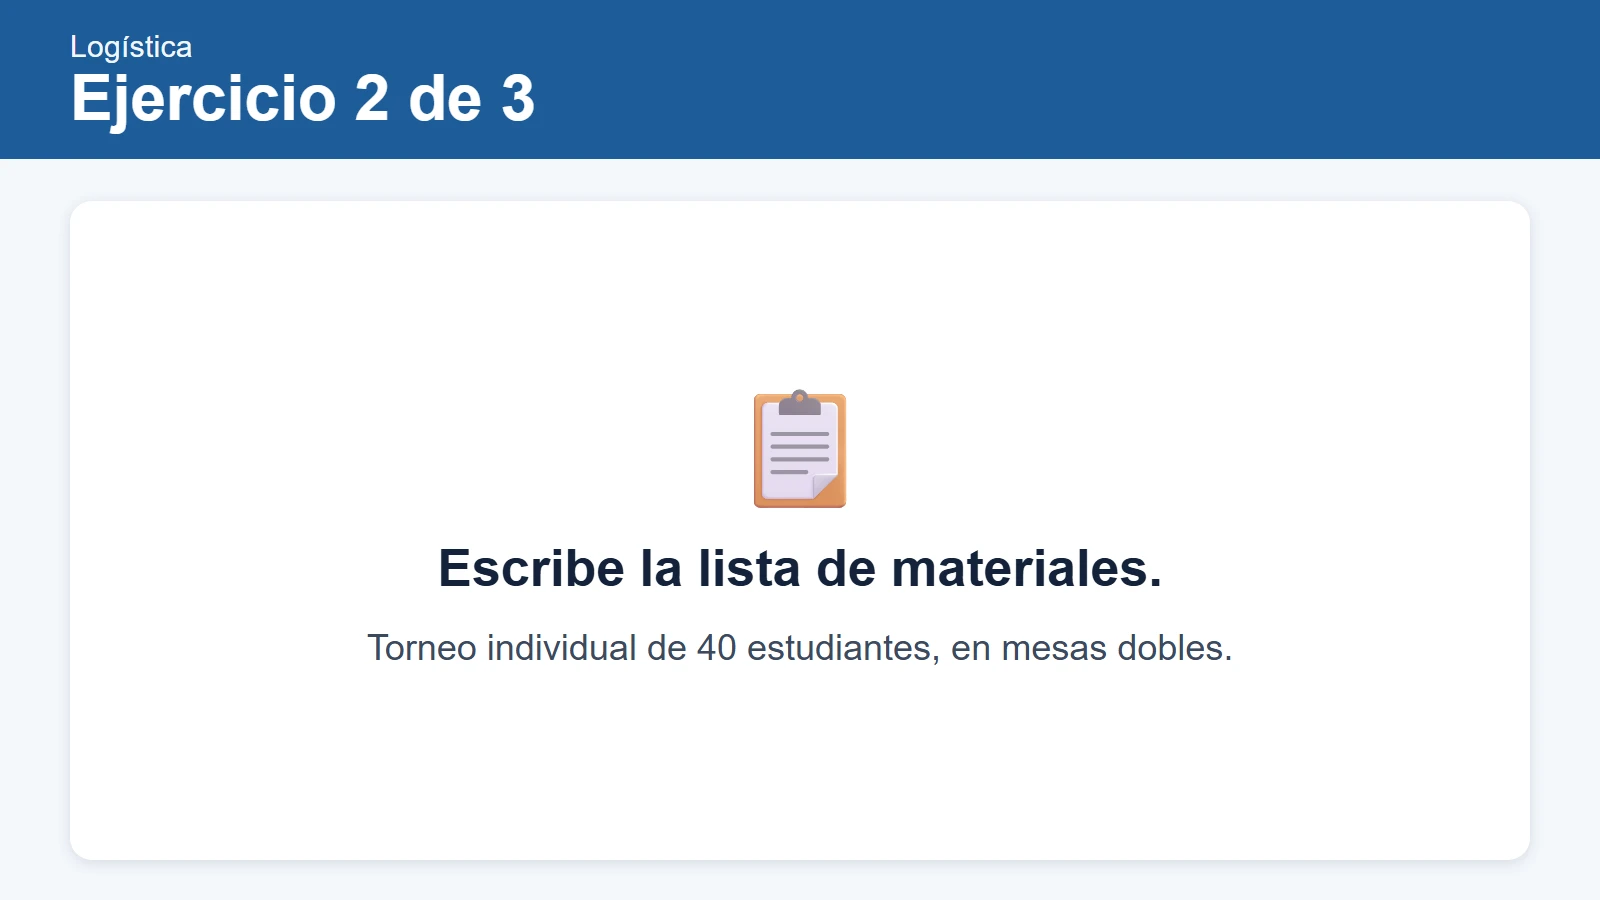 Logística
Ejercicio 2 de 3
Escribe la lista de materiales.
Torneo individual de 40 estudiantes, en mesas dobles.